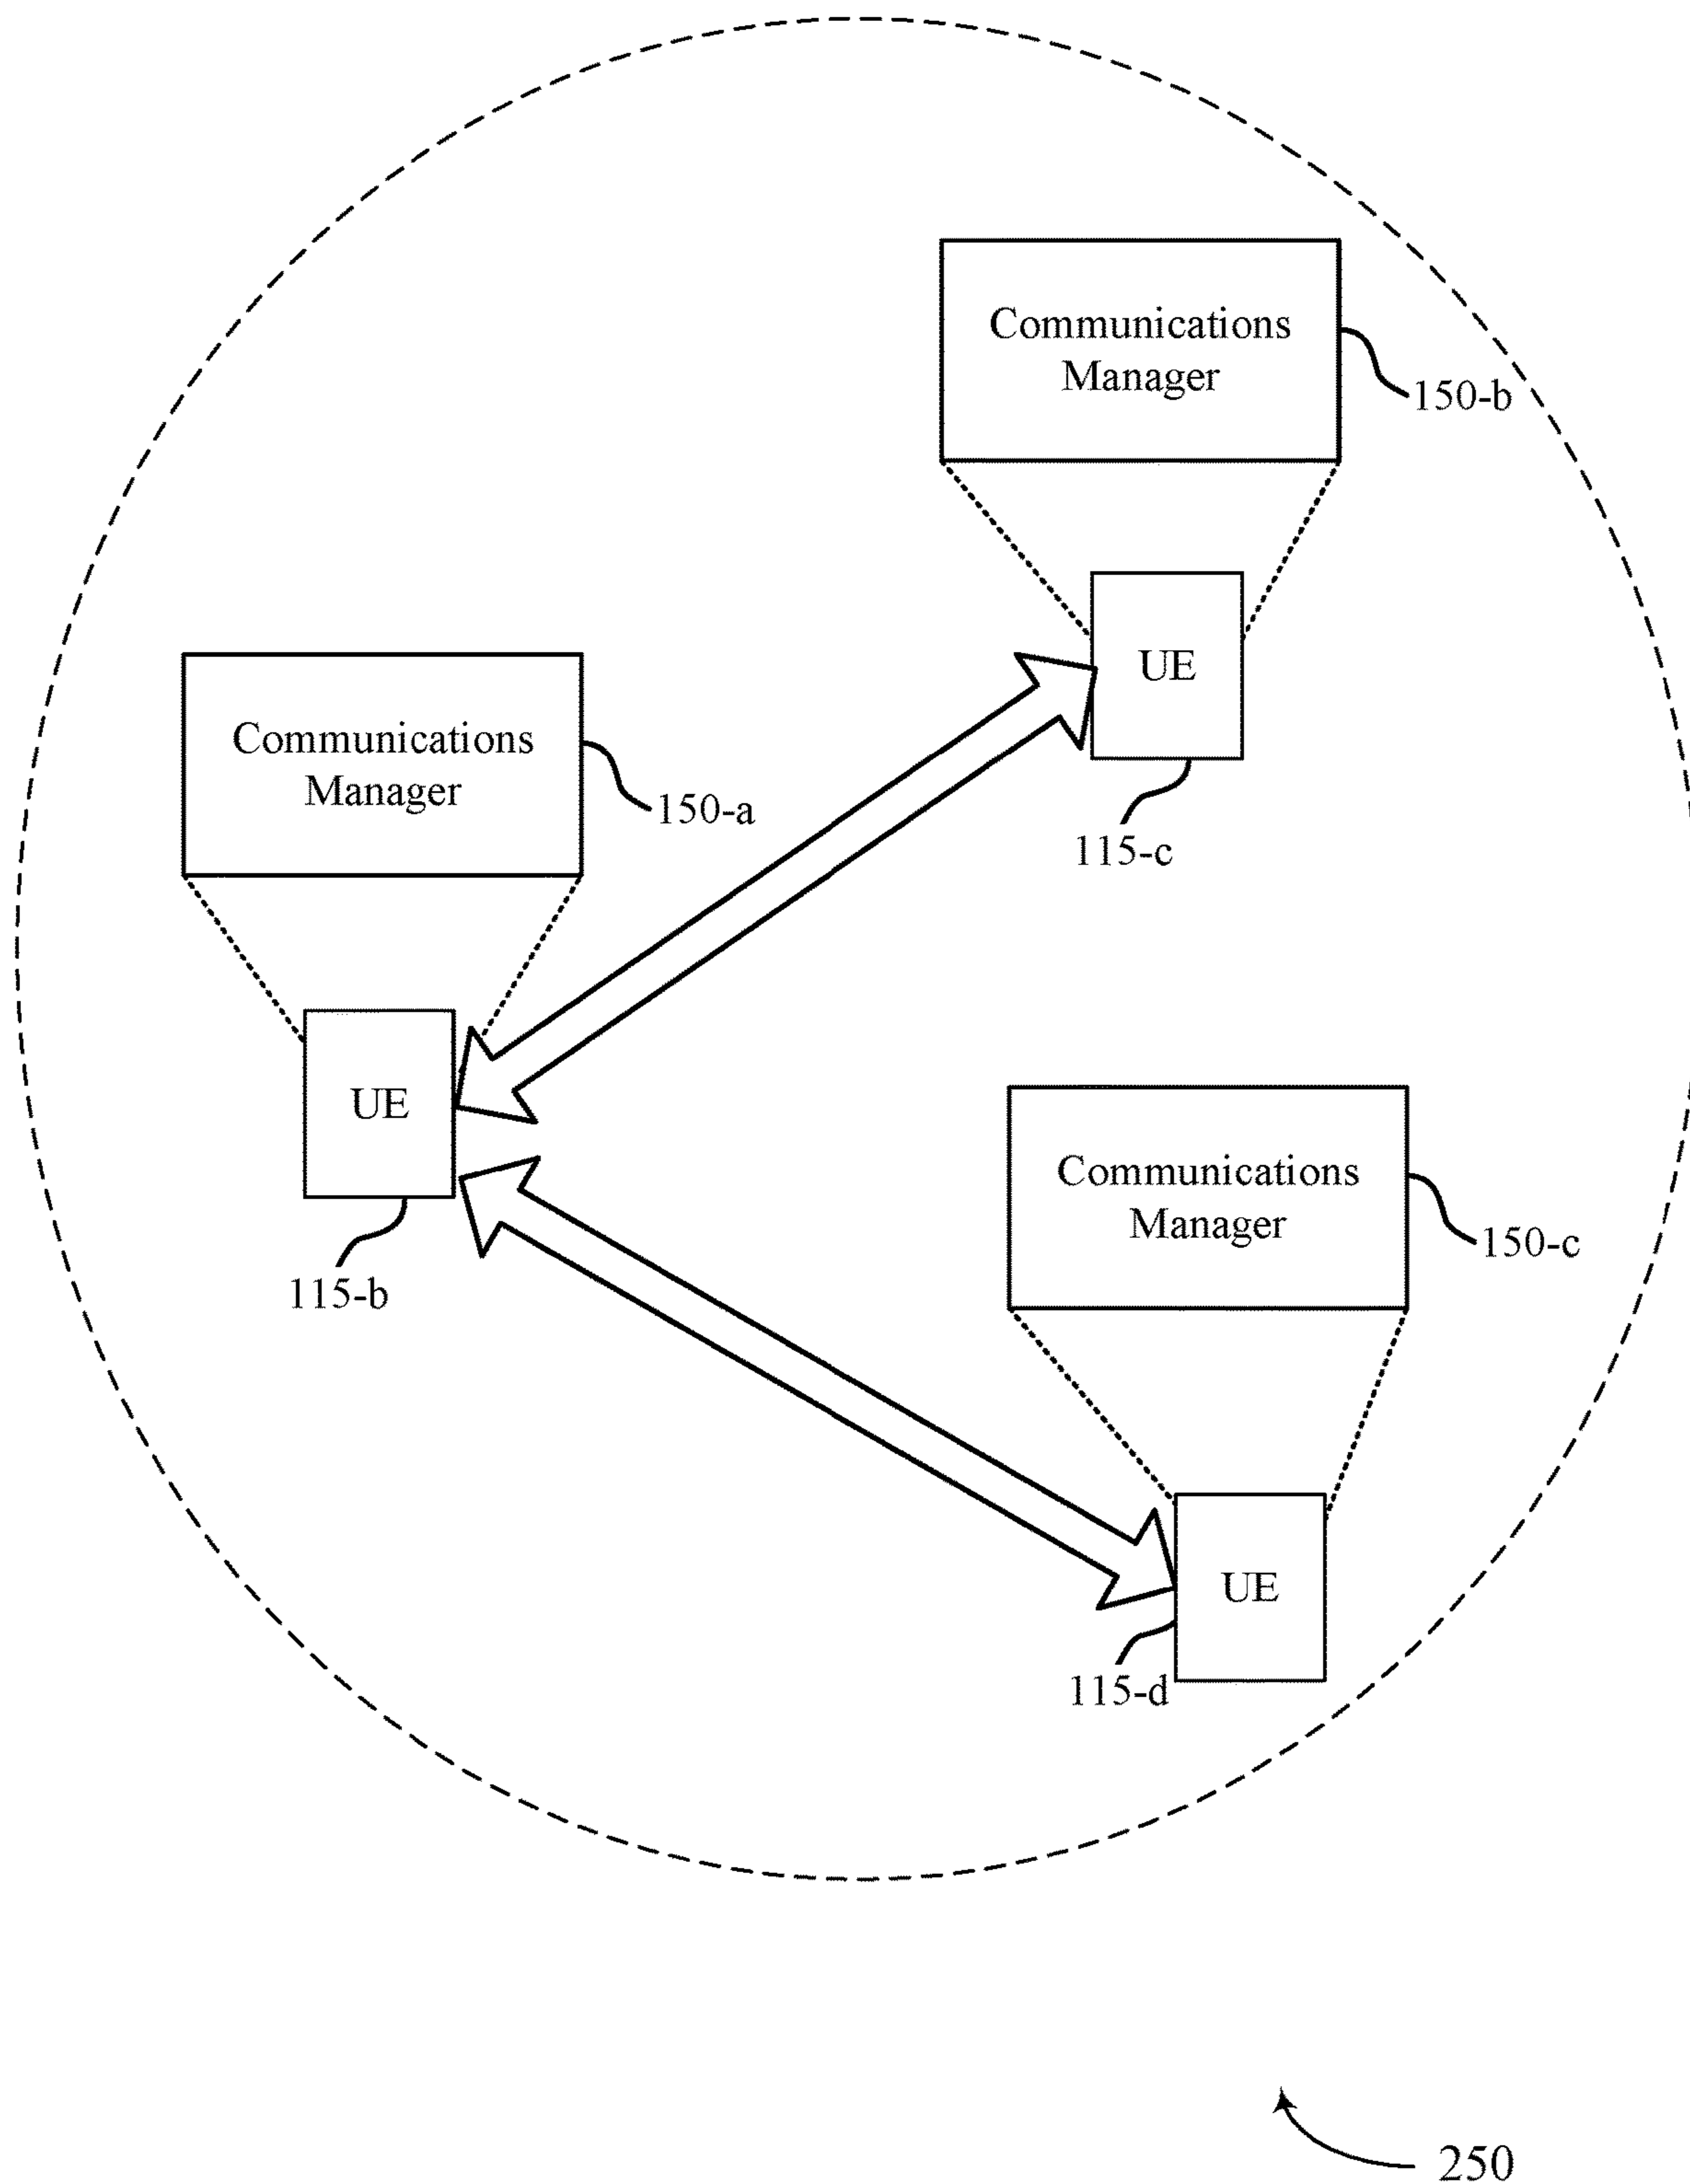 Communications
Manager
150-b
UE
115-c
Communications
Manager
150-a
UE
115-b
Communications
Manager
150-c
UE
115-d
250